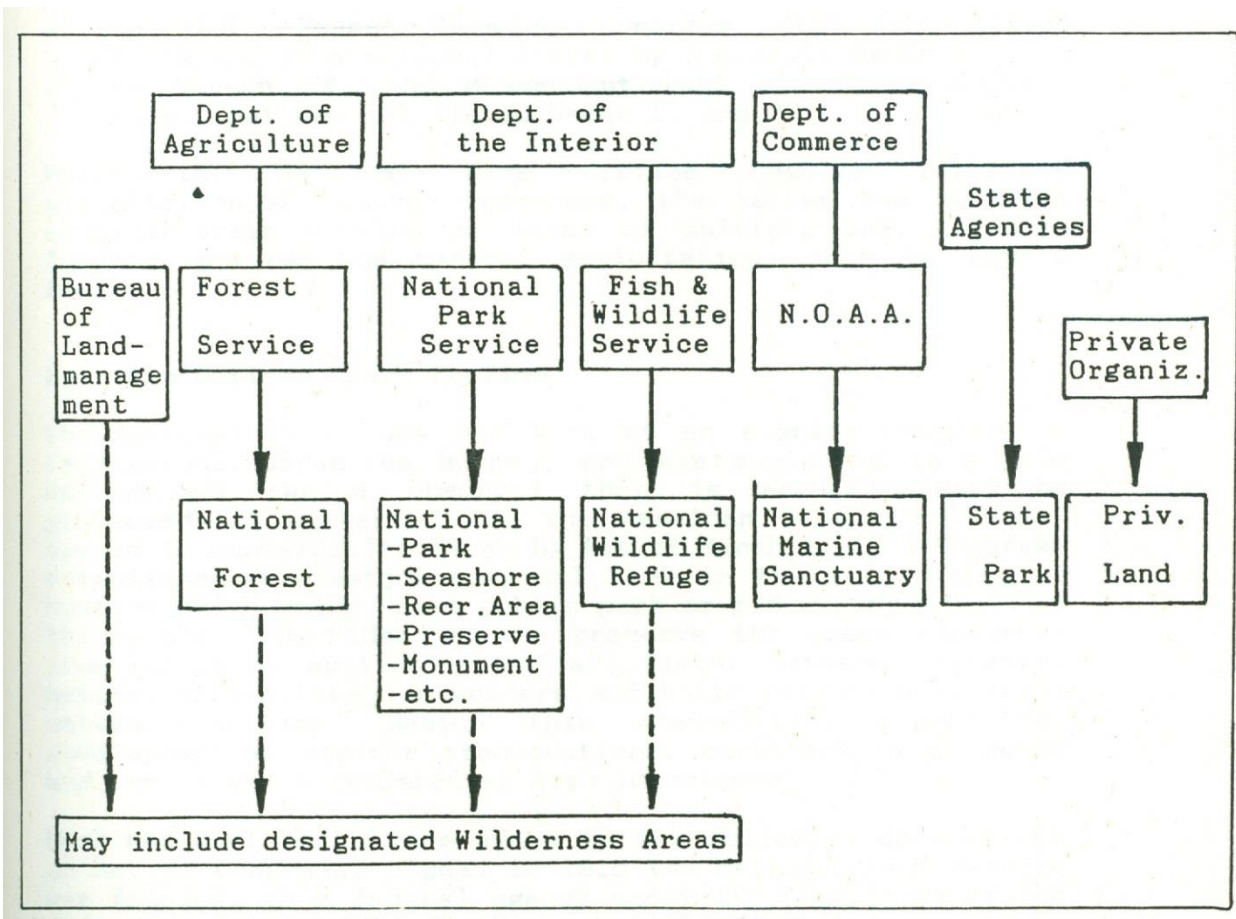 Dept. of
Agriculture
Dept. of
the Interior
Dept. of
Commerce
State
Agencies
Bureau
of
Land-
manage
ment
Forest
Service
National
Park
Service
Fish &
Wildlife
Service
N.O.A.A.
Private
Organiz.
National
Forest
National
-Park
-Seashore
-Recr.Area
-Preserve
-Monument
-etc.
National
Wildlife
Refuge
National
Marine
Sanctuary
State
Park
Priv.
Land
May include designated Wilderness Areas